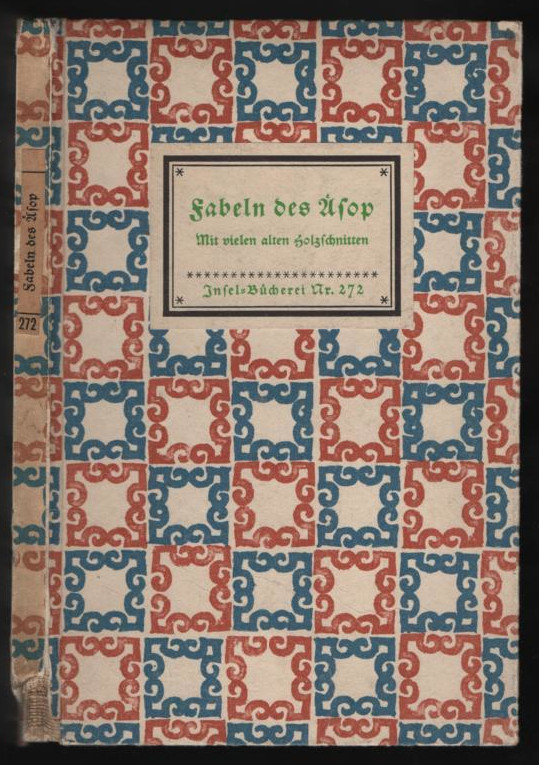 Fabeln des Äſop
Mit vielen alten Holzſchnitten
Inſel-Bücherei Nr. 272
Fabeln des Äſop
272